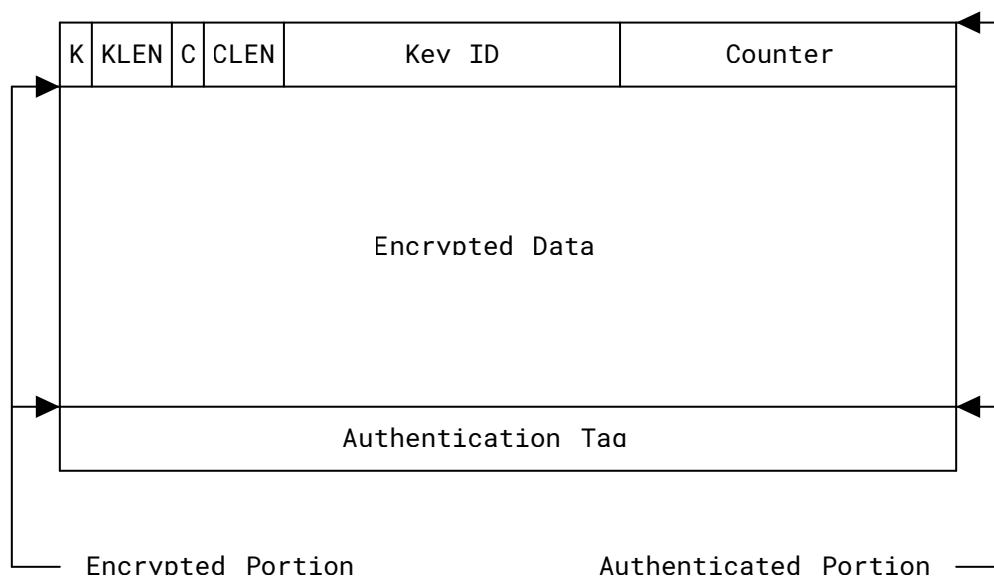 K KLEN C CLEN Key ID Counter
Encrypted Data
Authentication Tag
Encrypted Portion Authenticated Portion